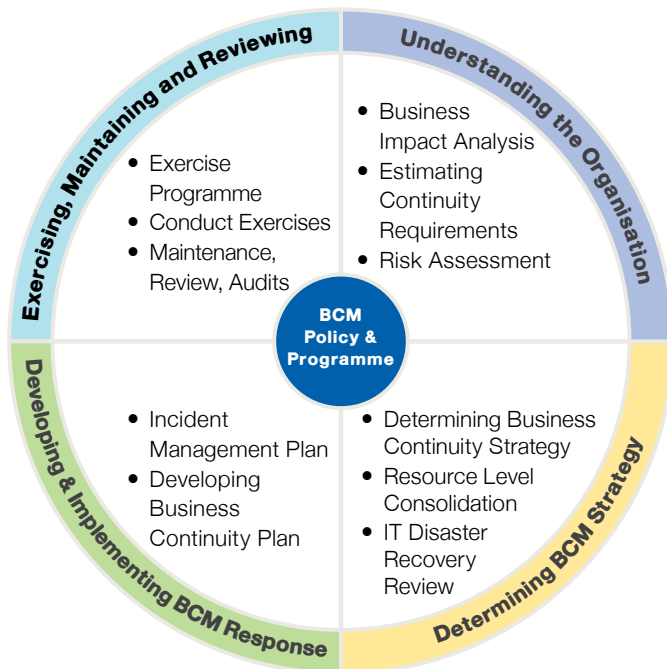 Exercising, Maintaining and Reviewing
• Exercise
Programme
• Conduct Exercises
• Maintenance,
Review, Audits
Understanding the Organisation
• Business
Impact Analysis
• Estimating
Continuity
Requirements
• Risk Assessment
BCM
Policy &
Programme
Developing & Implementing BCM Response
• Incident
Management Plan
• Developing
Business
Continuity Plan
Determining BCM Strategy
• Determining Business
Continuity Strategy
• Resource Level
Consolidation
• IT Disaster
Recovery
Review